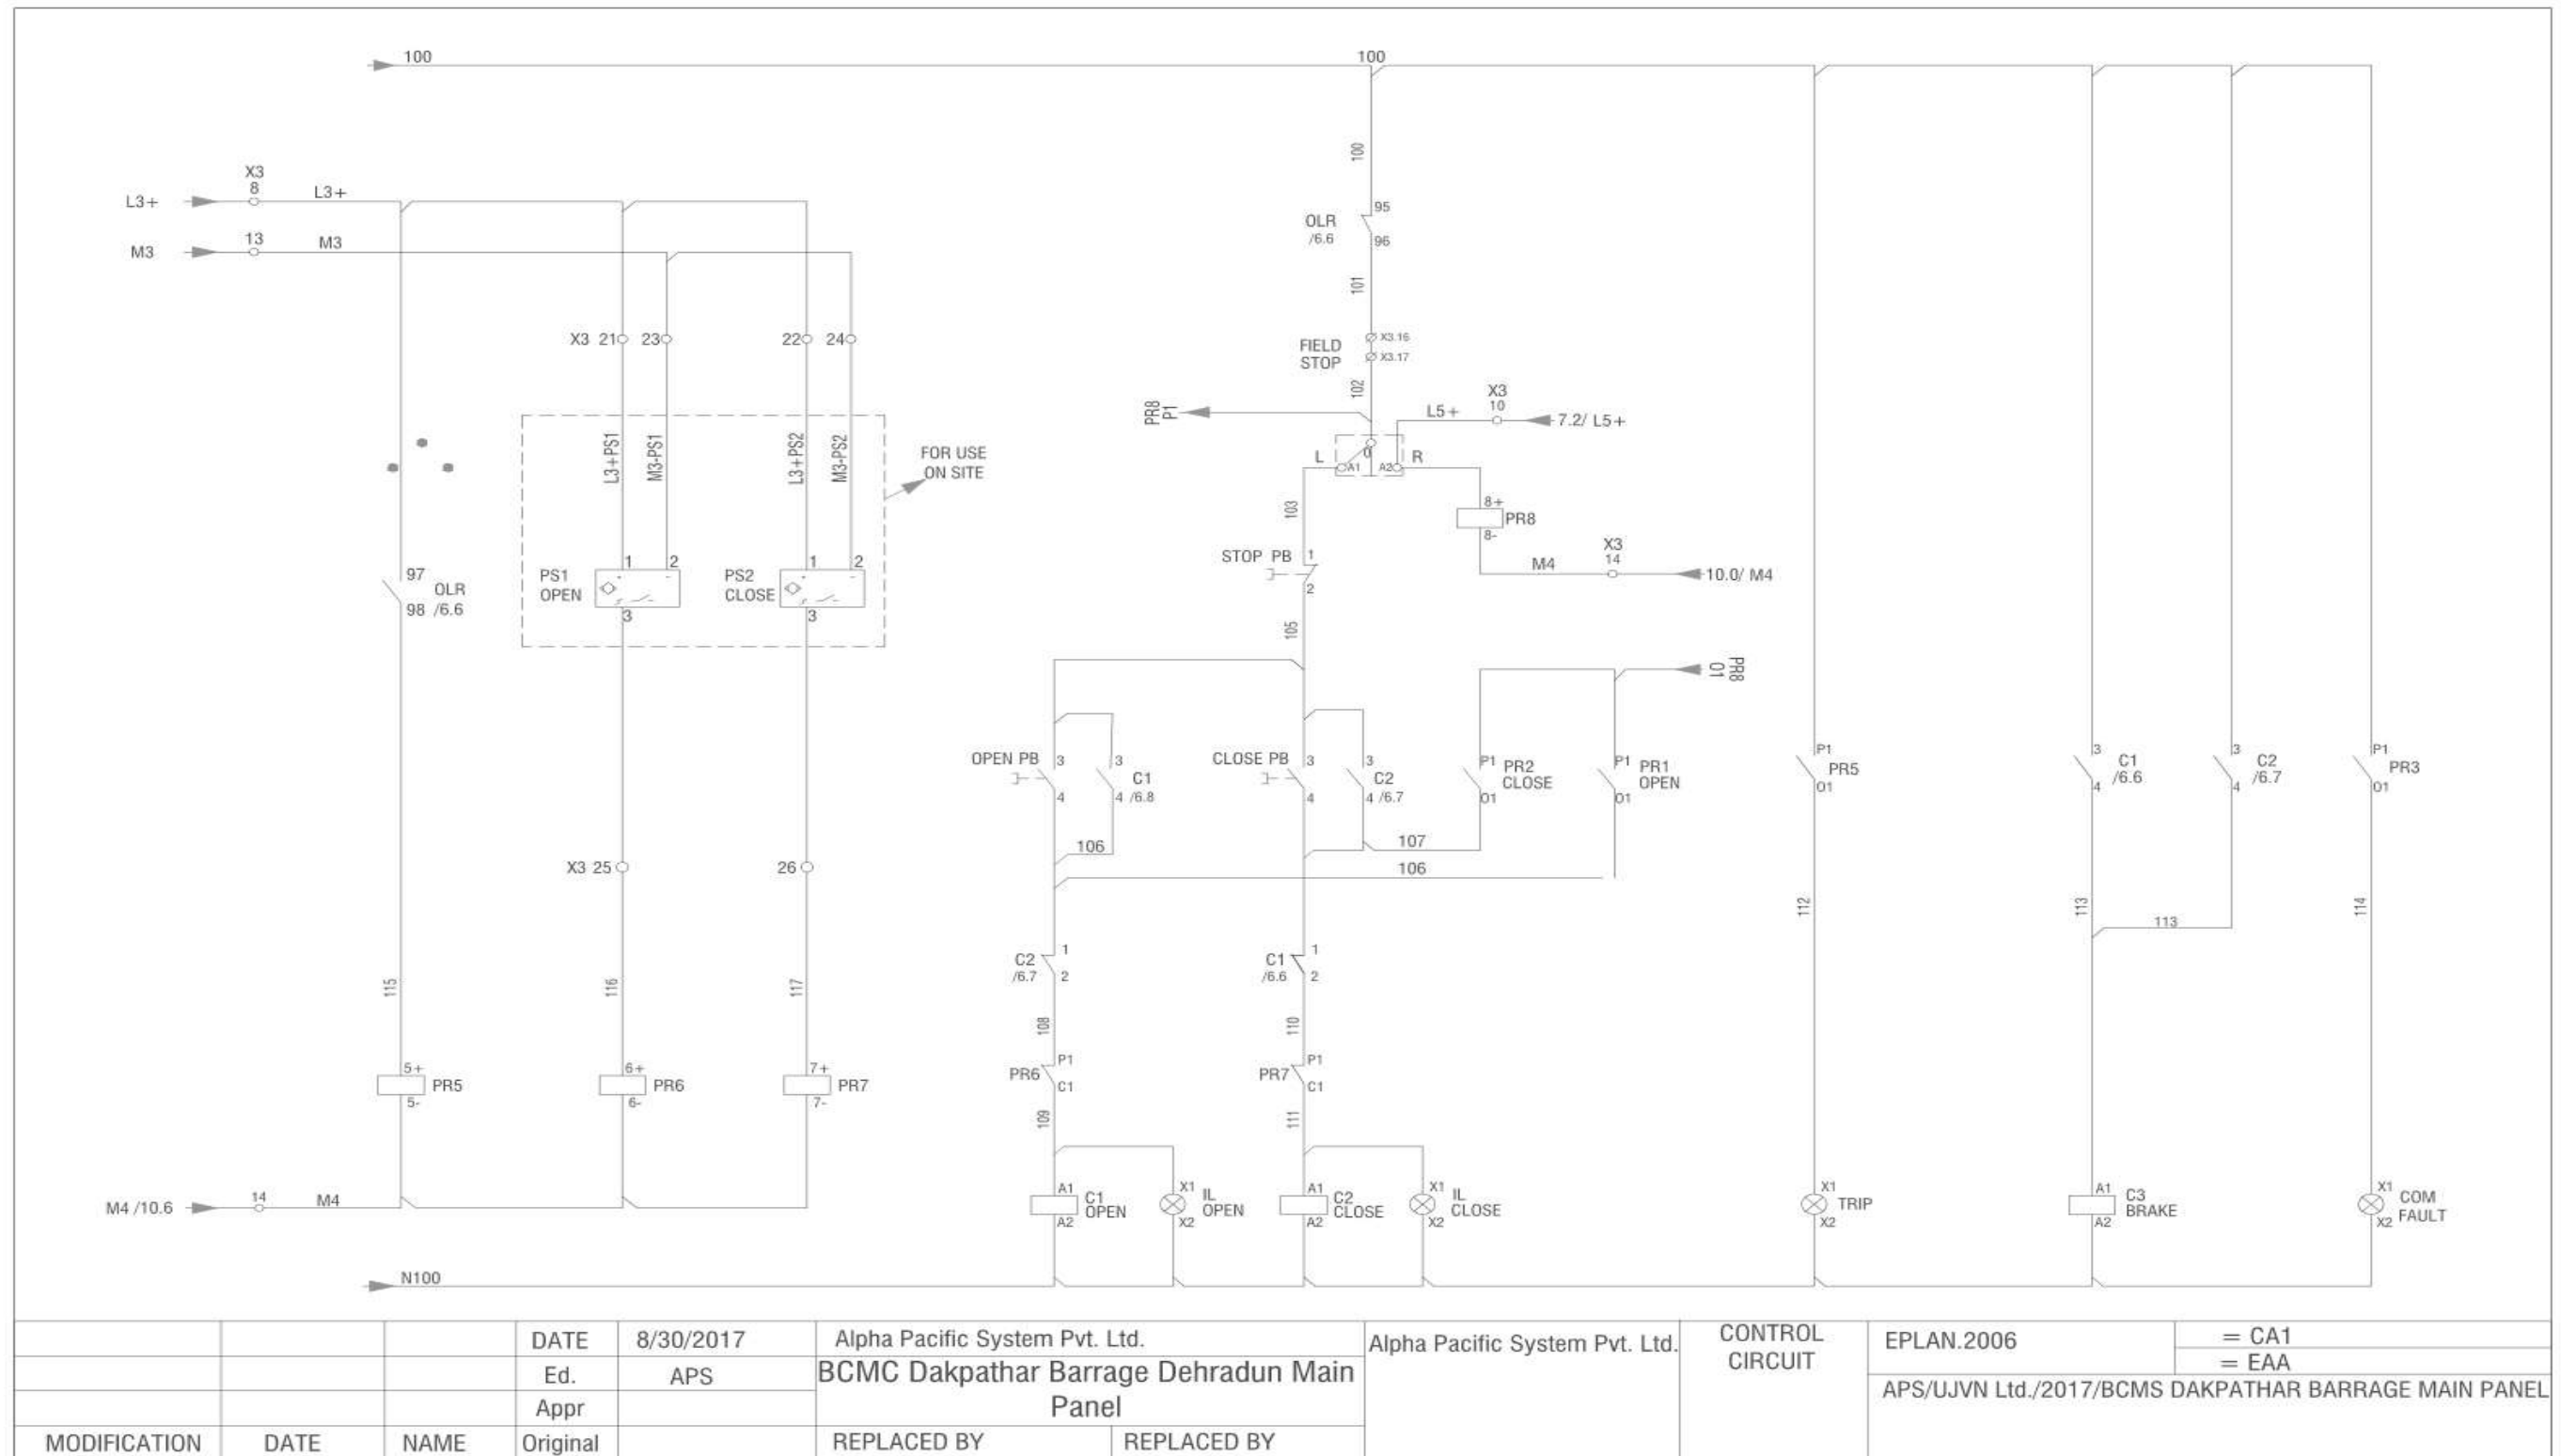 100
100
100
X3
8
L3+
L3+
13
M3
M3
95
OLR
/6.6
96
101
X3 21
23
22
24
FIELD
STOP
X3.16
X3.17
102
PR8
P1
X3
10
L5+
7.2/ L5+
L3+PS1
M3-PS1
L3+PS2
M3-PS2
FOR USE
ON SITE
L
0
A1
A2
R
103
8+
PR8
8-
X3
14
M4
10.0/ M4
STOP PB
1
2
97
OLR
98 /6.6
PS1
OPEN
1
2
3
PS2
CLOSE
1
2
3
105
PR8
01
OPEN PB
3
4
3
C1
4 /6.8
CLOSE PB
3
4
3
C2
4 /6.7
P1
PR2
CLOSE
01
P1
PR1
OPEN
01
P1
PR5
01
3
C1
/6.6
4
3
C2
/6.7
4
P1
PR3
01
106
107
106
X3 25
26
112
113
113
114
115
116
117
C2
/6.7
1
2
C1
/6.6
1
2
108
110
PR6
P1
C1
PR7
P1
C1
109
111
5+
PR5
5-
6+
PR6
6-
7+
PR7
7-
M4 /10.6
14
M4
A1
C1
OPEN
A2
X1
IL
OPEN
X2
A1
C2
CLOSE
A2
X1
IL
CLOSE
X2
X1
TRIP
X2
A1
C3
BRAKE
A2
X1
COM
FAULT
X2
N100
DATE
8/30/2017
Alpha Pacific System Pvt. Ltd.
Alpha Pacific System Pvt. Ltd.
CONTROL
CIRCUIT
EPLAN.2006
= CA1
= EAA
Ed.
APS
BCMC Dakpathar Barrage Dehradun Main
Panel
APS/UJVN Ltd./2017/BCMS DAKPATHAR BARRAGE MAIN PANEL
Appr
MODIFICATION
DATE
NAME
Original
REPLACED BY
REPLACED BY